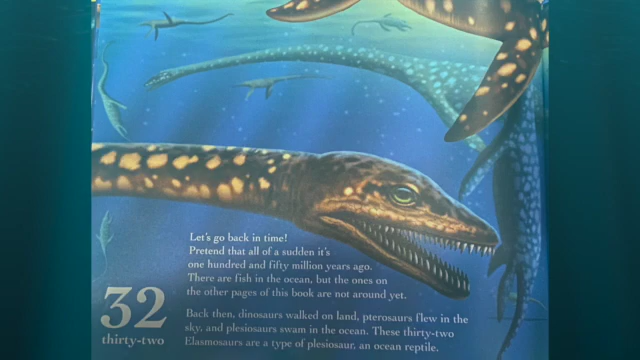 Let's go back in time!
Pretend that all of a sudden it's
one hundred and fifty million years ago.
There are fish in the ocean, but the ones on
the other pages of this book are not around yet.
32
thirty-two
Back then, dinosaurs walked on land, pterosaurs flew in the
sky, and plesiosaurs swam in the ocean. These thirty-two
Elasmosaurs are a type of plesiosaur, an ocean reptile.